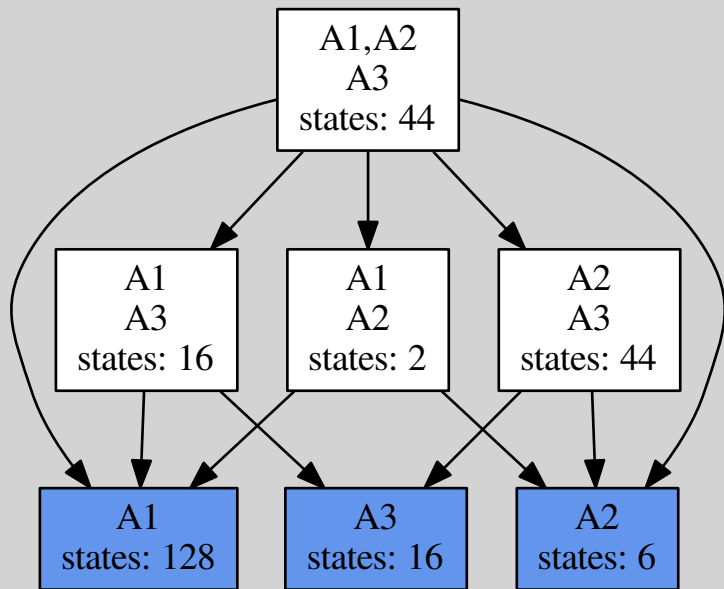 A1,A2
A3
states: 44
A1
A3
states: 16
A1
A2
states: 2
A2
A3
states: 44
A1
states: 128
A3
states: 16
A2
states: 6